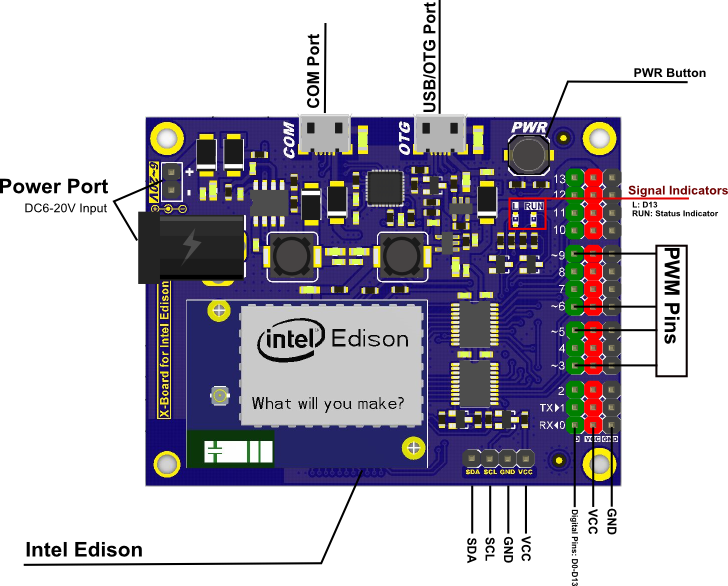 COM Port
USB/OTG Port
PWR Button
COM
OTG
PWR
Power Port
DC6-20V Input
6-20V
+
-
Signal Indicators
L: D13
RUN: Status Indicator
L
RUN
13
12
11
10
~9
8
7
~6
~5
4
~3
2
TX▶1
RX◀0
D VCC GND
PWM Pins
X-Board for Intel Edison
intel Edison
What will you make?
SDA SCL GND VCC
SDA
SCL
GND
VCC
Digital Pins: D0-D13
VCC
GND
Intel Edison